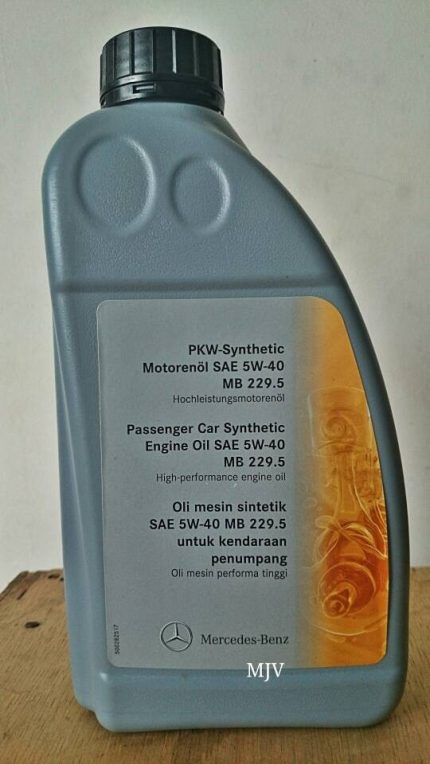 PKW-Synthetic
Motorenöl SAE 5W-40
MB 229.5
Hochleistungsmotorenöl
Passenger Car Synthetic
Engine Oil SAE 5W-40
MB 229.5
High-performance engine oil
Oli mesin sintetik
SAE 5W-40 MB 229.5
untuk kendaraan
penumpang
Oli mesin performa tinggi
Mercedes-Benz
MJV